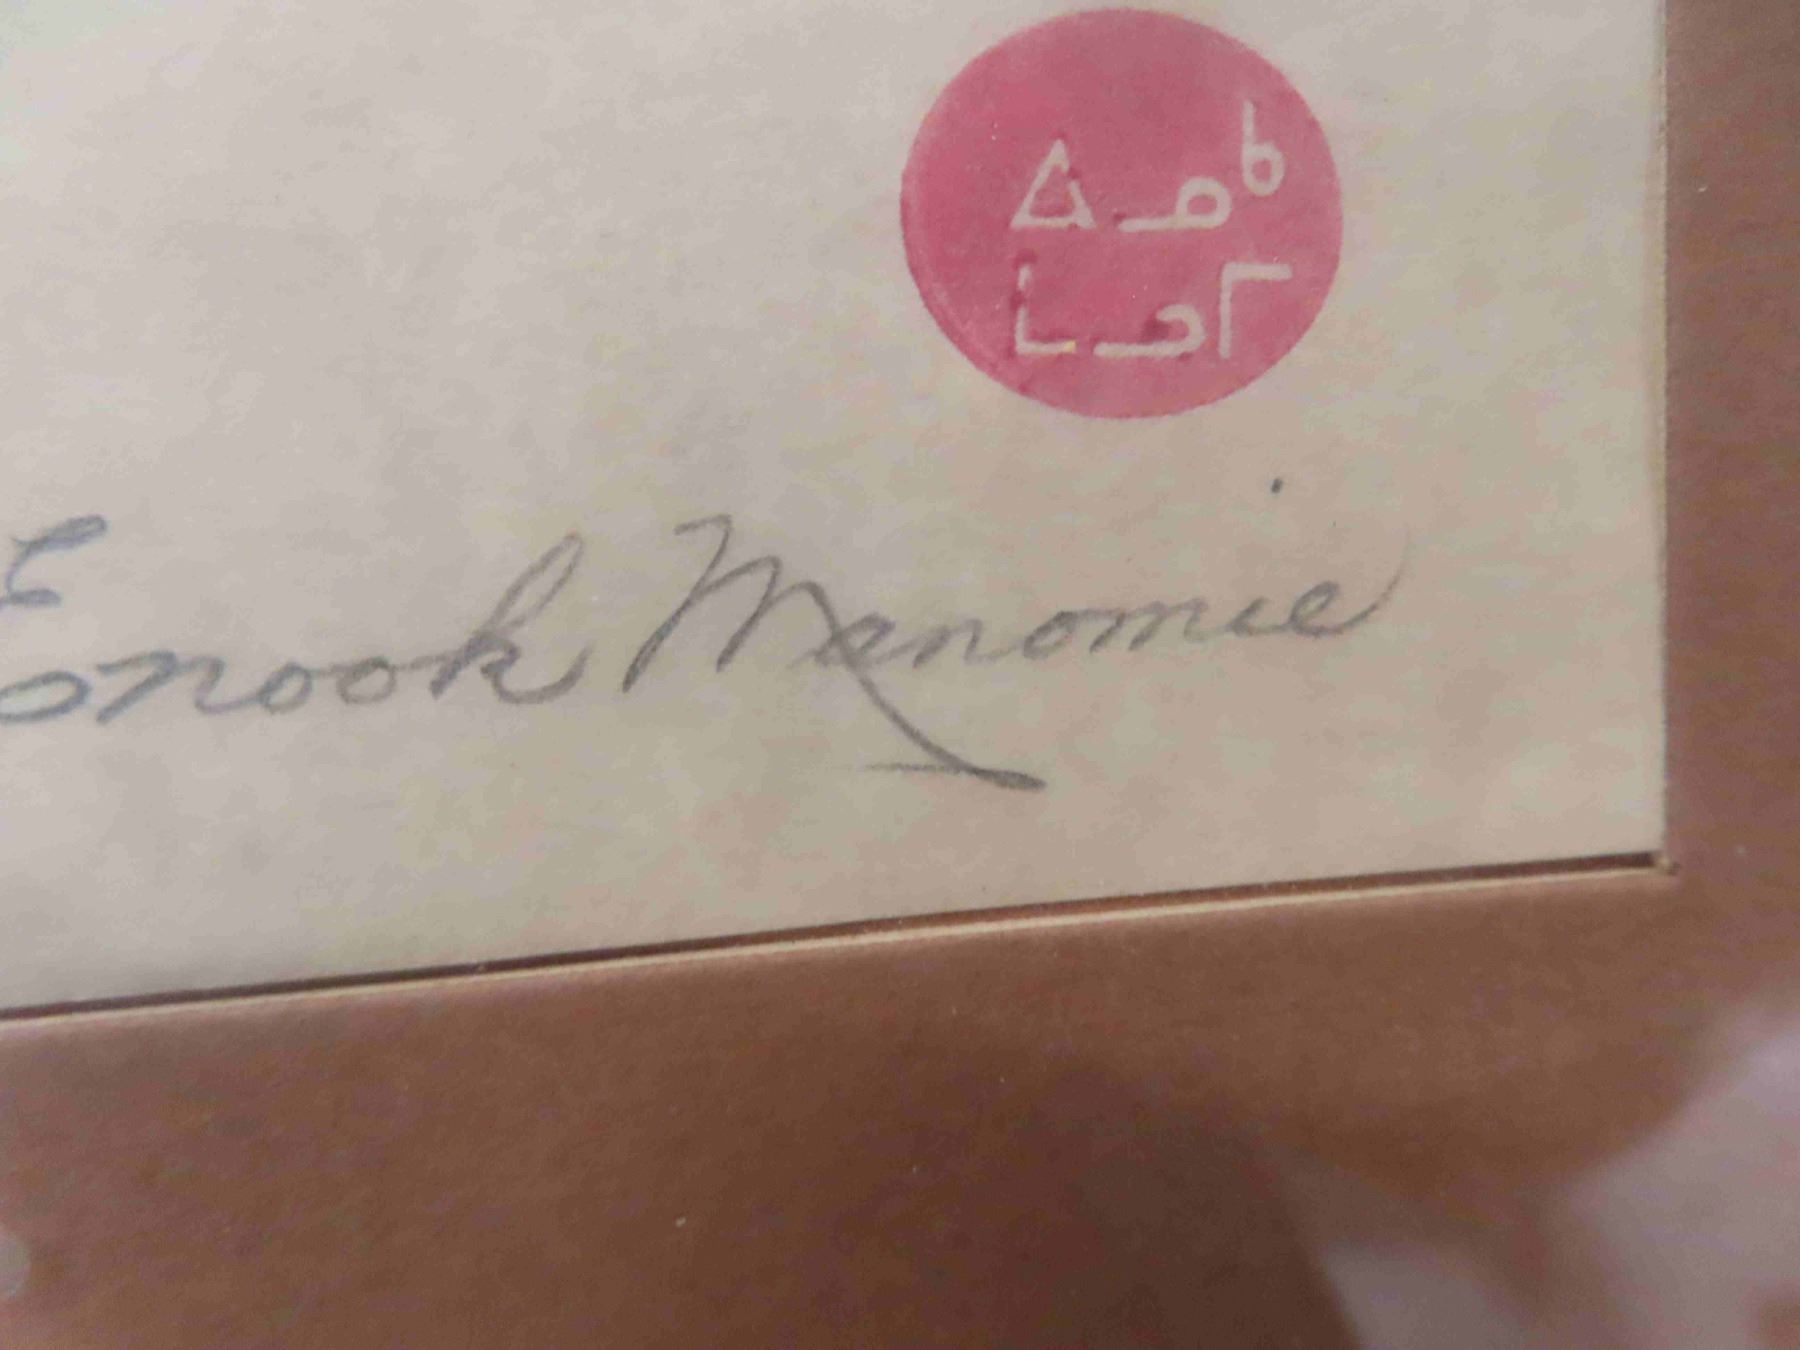 ᐃᓄᒃ
ᒪᓄᒥ
Enook Manomie